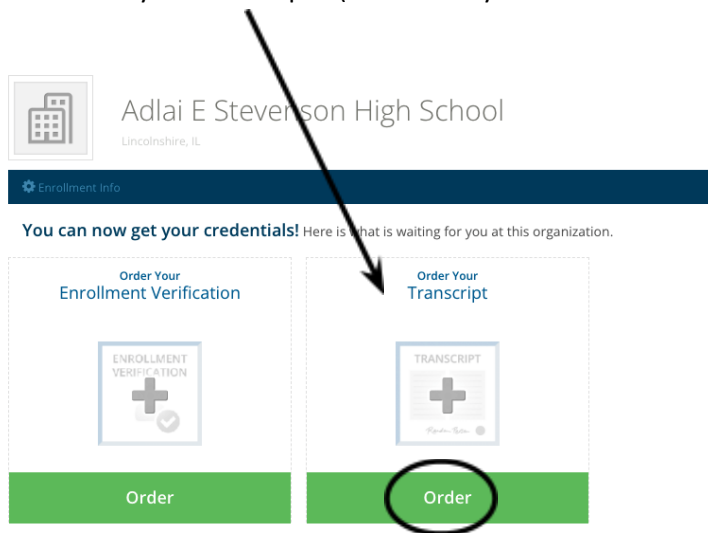 Adlai E Stevenson High School
Lincolnshire, IL
Enrollment Info
You can now get your credentials! Here is what is waiting for you at this organization.
Order Your
Enrollment Verification
ENROLLMENT
VERIFICATION
Order
Order Your
Transcript
TRANSCRIPT
Order